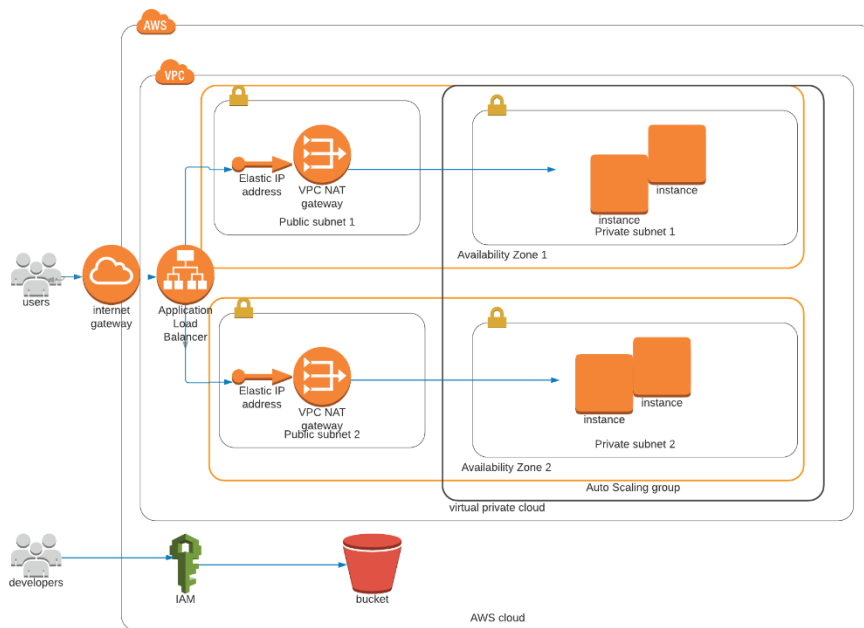 AWS
VPC
Elastic IP
address
VPC NAT
gateway
Public subnet 1
instance
instance
Private subnet 1
Availability Zone 1
users
internet
gateway
Application
Load
Balancer
Elastic IP
address
VPC NAT
gateway
Public subnet 2
instance
instance
Private subnet 2
Availability Zone 2
Auto Scaling group
virtual private cloud
developers
IAM
bucket
AWS cloud